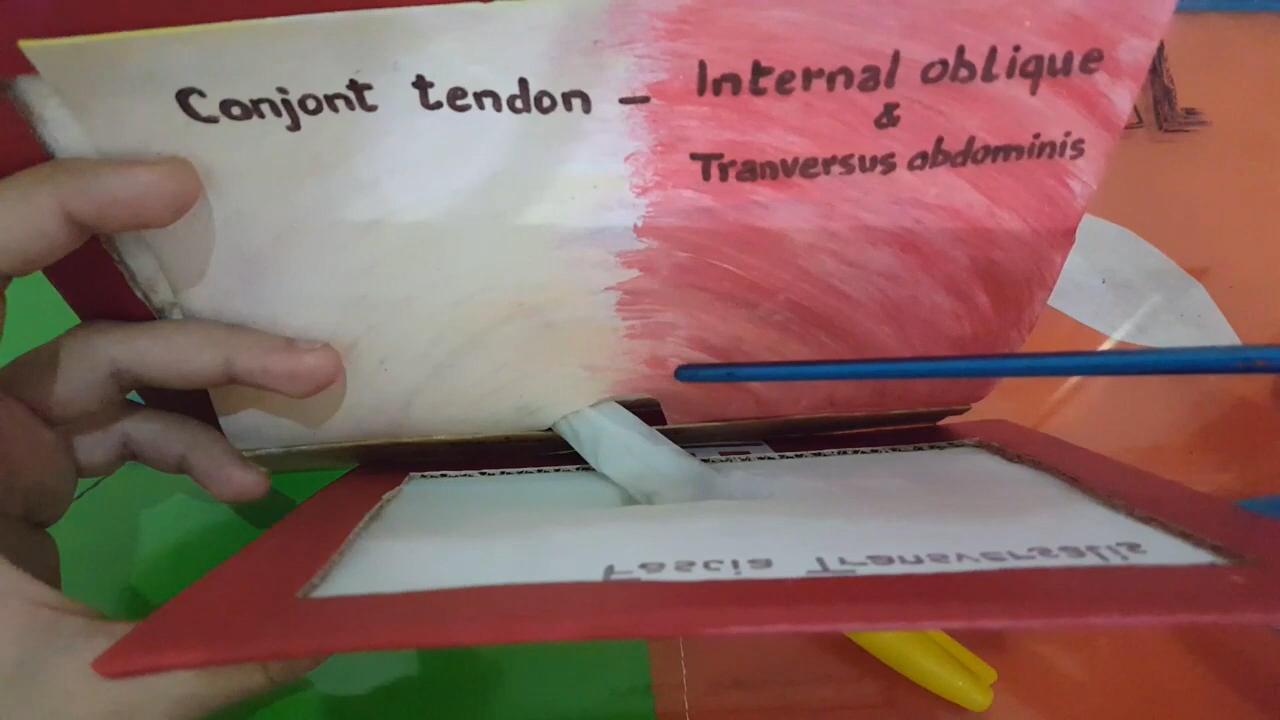 Conjont tendon - Internal oblique
&
Tranversus abdominis
Fascia Transversalis